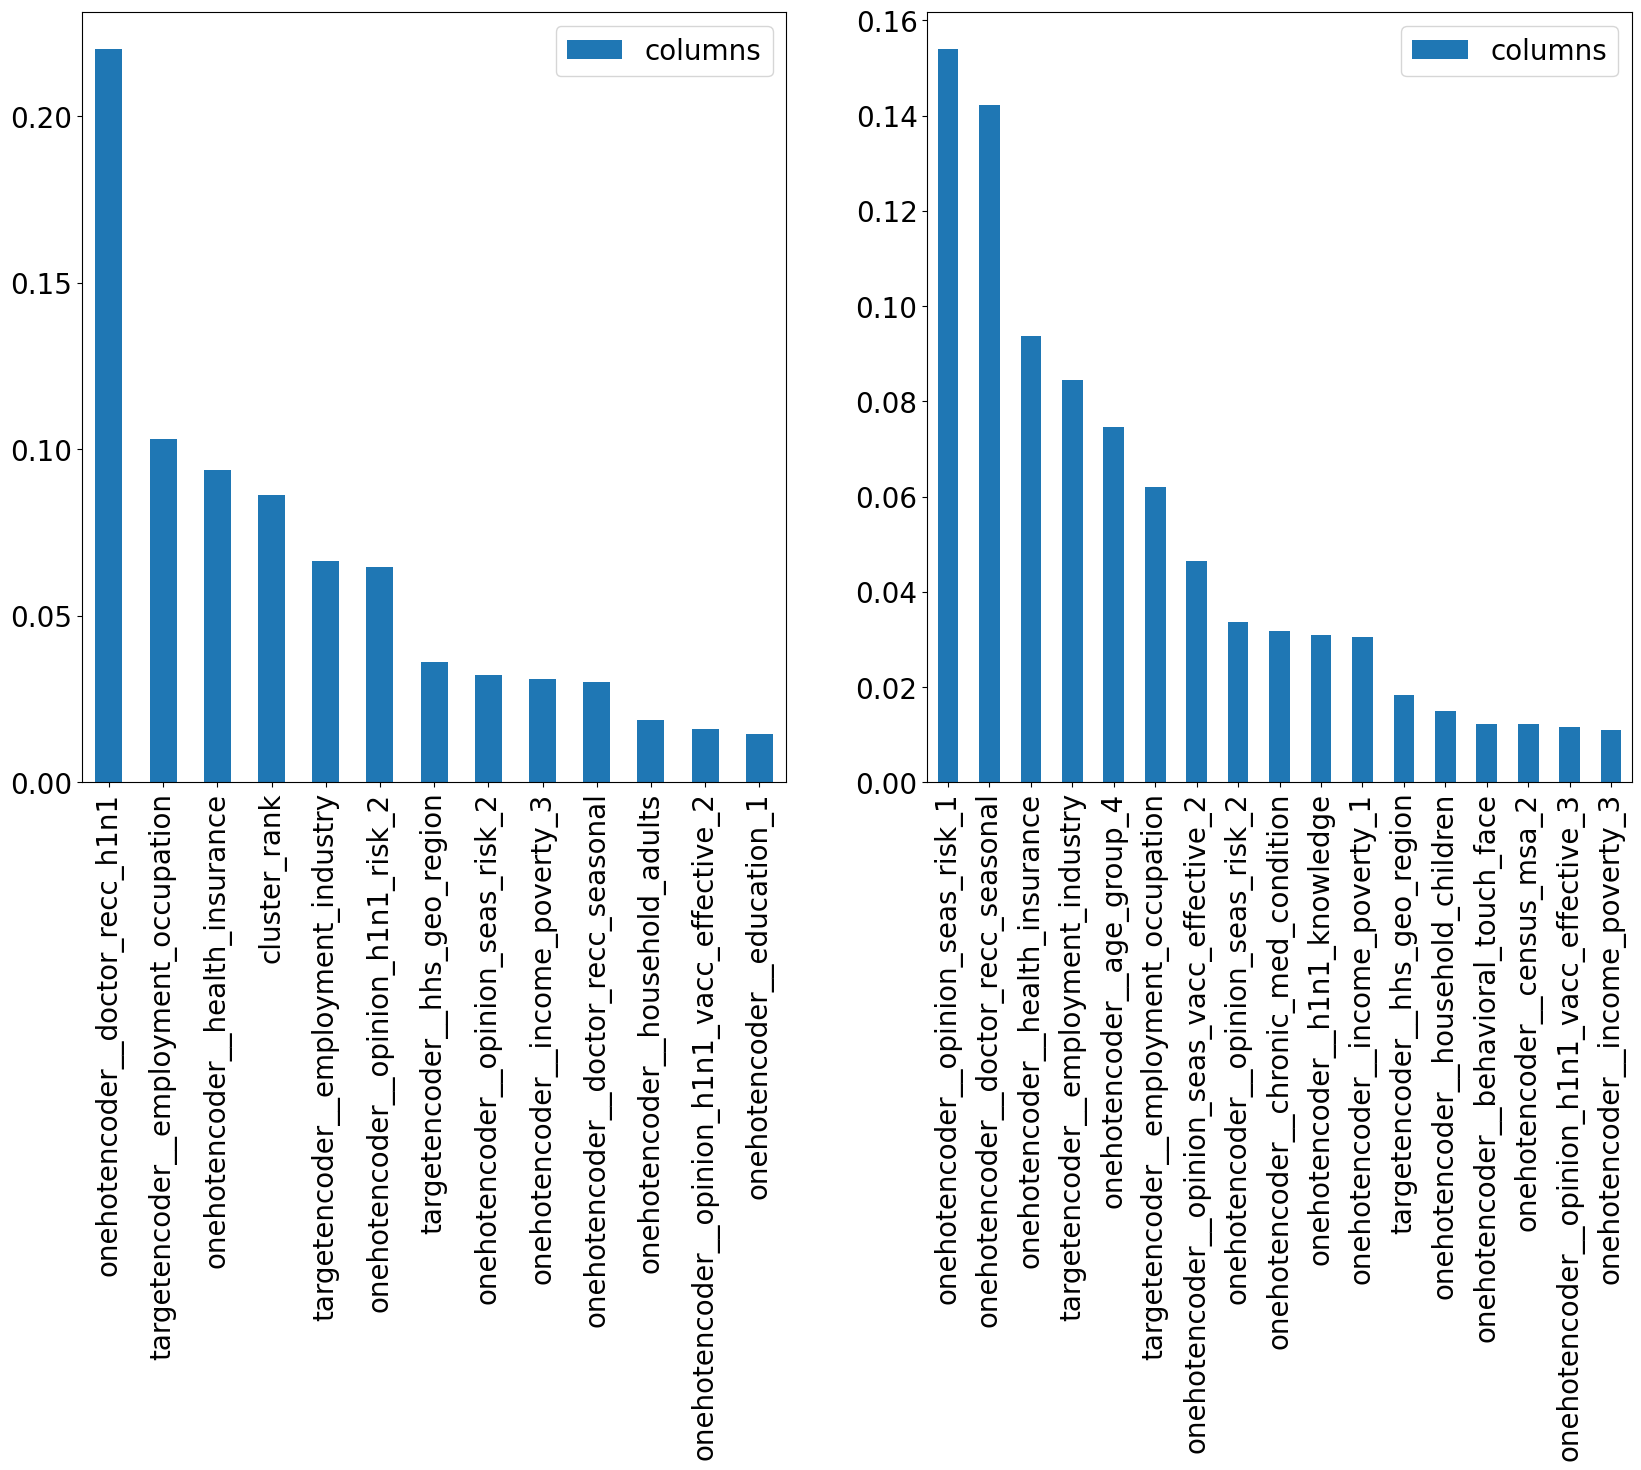 columns
0.20
0.15
0.10
0.05
0.00
onehotencoder__doctor_recc_h1n1
targetencoder__employment_occupation
onehotencoder__health_insurance
cluster_rank
targetencoder__employment_industry
onehotencoder__opinion_h1n1_risk_2
targetencoder__hhs_geo_region
onehotencoder__opinion_seas_risk_2
onehotencoder__income_poverty_3
onehotencoder__doctor_recc_seasonal
onehotencoder__household_adults
onehotencoder__opinion_h1n1_vacc_effective_2
onehotencoder__education_1
columns
0.16
0.14
0.12
0.10
0.08
0.06
0.04
0.02
0.00
onehotencoder__opinion_seas_risk_1
onehotencoder__doctor_recc_seasonal
onehotencoder__health_insurance
targetencoder__employment_industry
onehotencoder__age_group_4
targetencoder__employment_occupation
onehotencoder__opinion_seas_vacc_effective_2
onehotencoder__opinion_seas_risk_2
onehotencoder__chronic_med_condition
onehotencoder__h1n1_knowledge
onehotencoder__income_poverty_1
targetencoder__hhs_geo_region
onehotencoder__household_children
onehotencoder__behavioral_touch_face
onehotencoder__census_msa_2
onehotencoder__opinion_h1n1_vacc_effective_3
onehotencoder__income_poverty_3